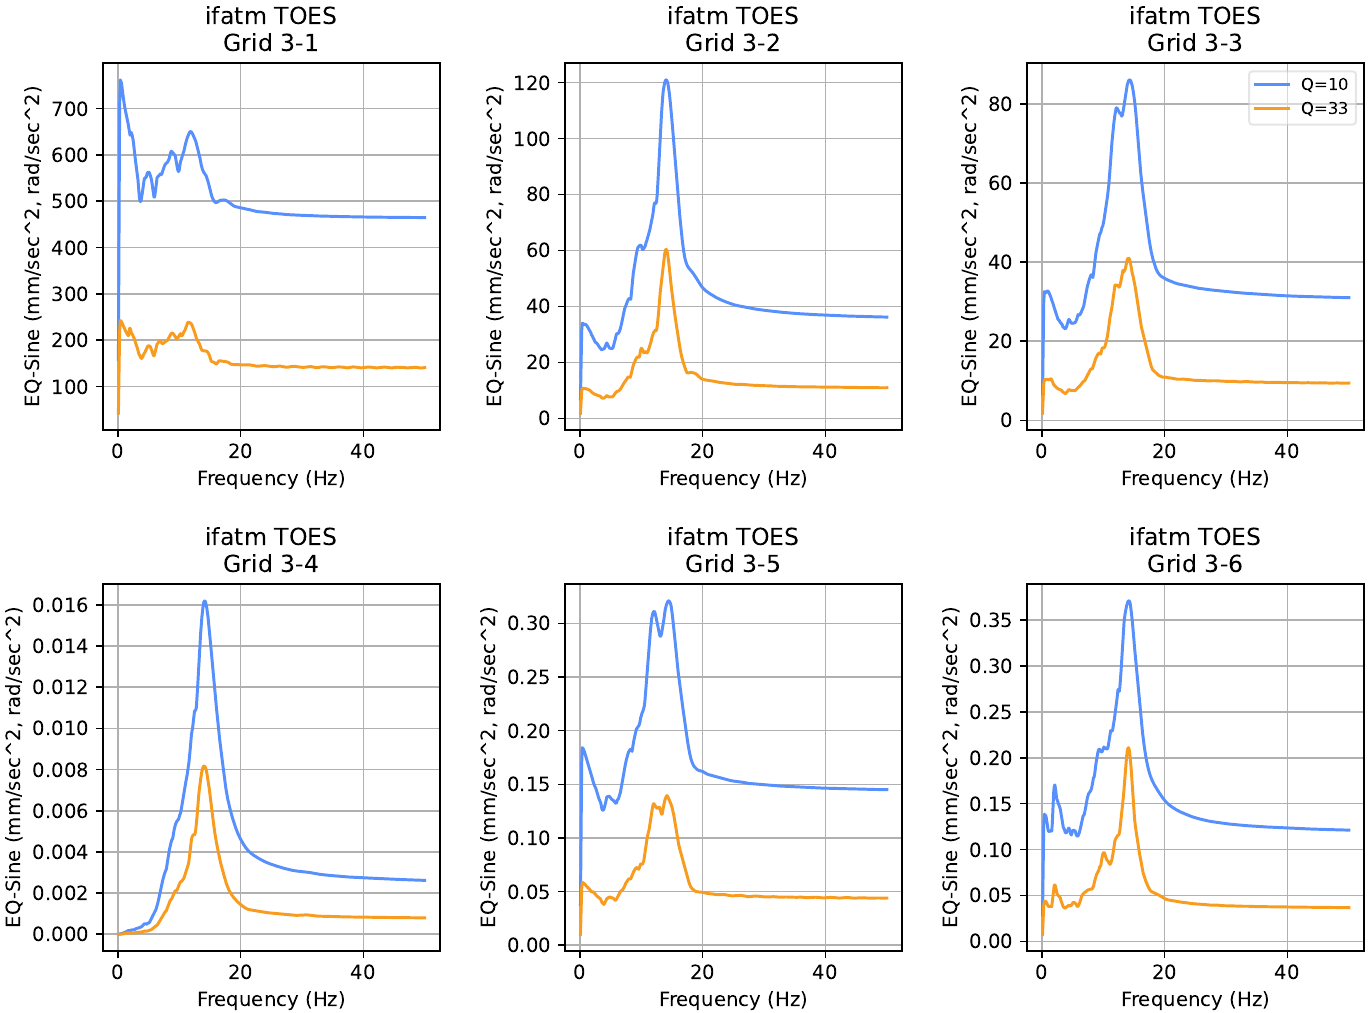 ifatm TOES
Grid 3-1
EQ-Sine (mm/sec^2, rad/sec^2)
700
600
500
400
300
200
100
0
20
40
Frequency (Hz)
ifatm TOES
Grid 3-2
EQ-Sine (mm/sec^2, rad/sec^2)
120
100
80
60
40
20
0
0
20
40
Frequency (Hz)
ifatm TOES
Grid 3-3
EQ-Sine (mm/sec^2, rad/sec^2)
80
60
40
20
0
Q=10
Q=33
0
20
40
Frequency (Hz)
ifatm TOES
Grid 3-4
EQ-Sine (mm/sec^2, rad/sec^2)
0.016
0.014
0.012
0.010
0.008
0.006
0.004
0.002
0.000
0
20
40
Frequency (Hz)
ifatm TOES
Grid 3-5
EQ-Sine (mm/sec^2, rad/sec^2)
0.30
0.25
0.20
0.15
0.10
0.05
0.00
0
20
40
Frequency (Hz)
ifatm TOES
Grid 3-6
EQ-Sine (mm/sec^2, rad/sec^2)
0.35
0.30
0.25
0.20
0.15
0.10
0.05
0.00
0
20
40
Frequency (Hz)